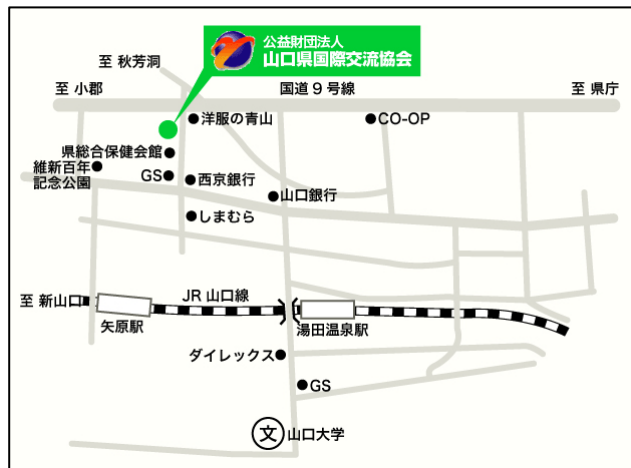 公益財団法人
山口県国際交流協会
至 秋芳洞
至 小郡
国道9号線
至 県庁
洋服の青山
CO-OP
県総合保健会館
維新百年
記念公園
GS
西京銀行
山口銀行
しまむら
至 新山口
JR 山口線
矢原駅
湯田温泉駅
ダイレックス
GS
文
山口大学